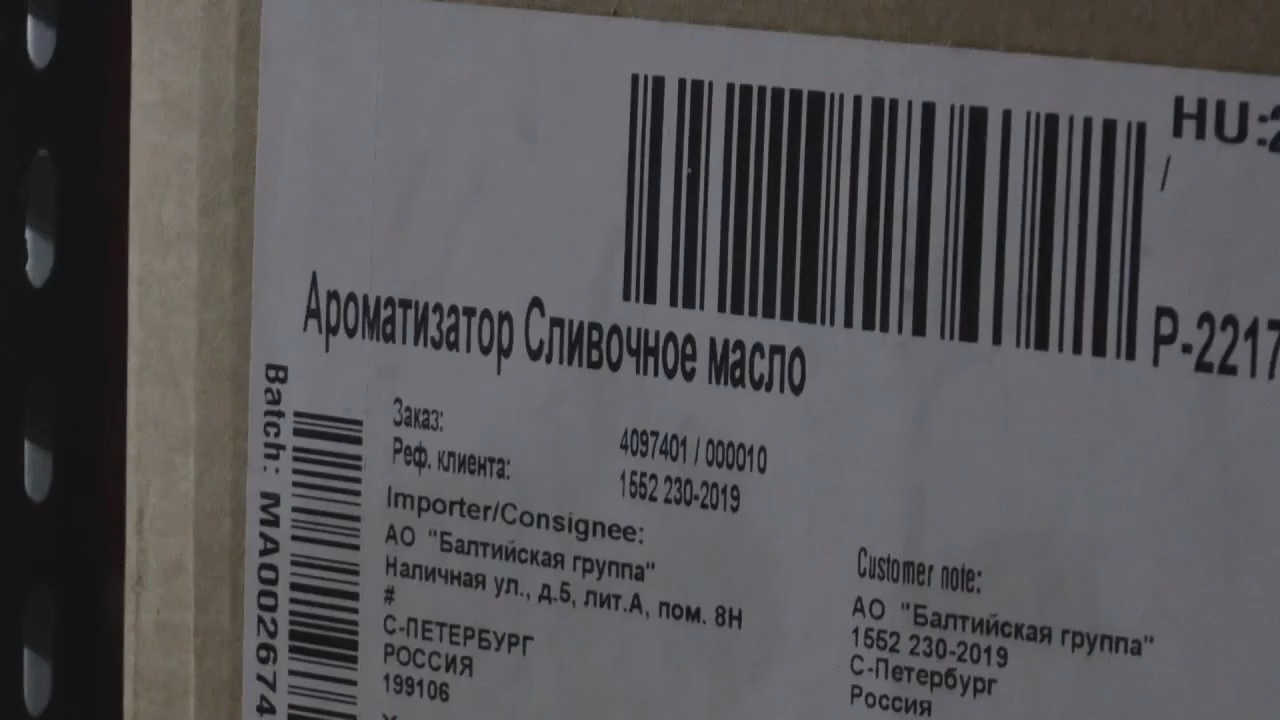 HU:
/
P-2217
Ароматизатор Сливочное масло
Batch: MA0022674
Заказ: 4097401 / 000010
Реф. клиента: 1552 230-2019
Importer/Consignee:
АО "Балтийская группа"
Наличная ул., д.5, лит.А, пом. 8Н
#
С-ПЕТЕРБУРГ
РОССИЯ
199106
Customer note:
АО "Балтийская группа"
1552 230-2019
С-Петербург
Россия